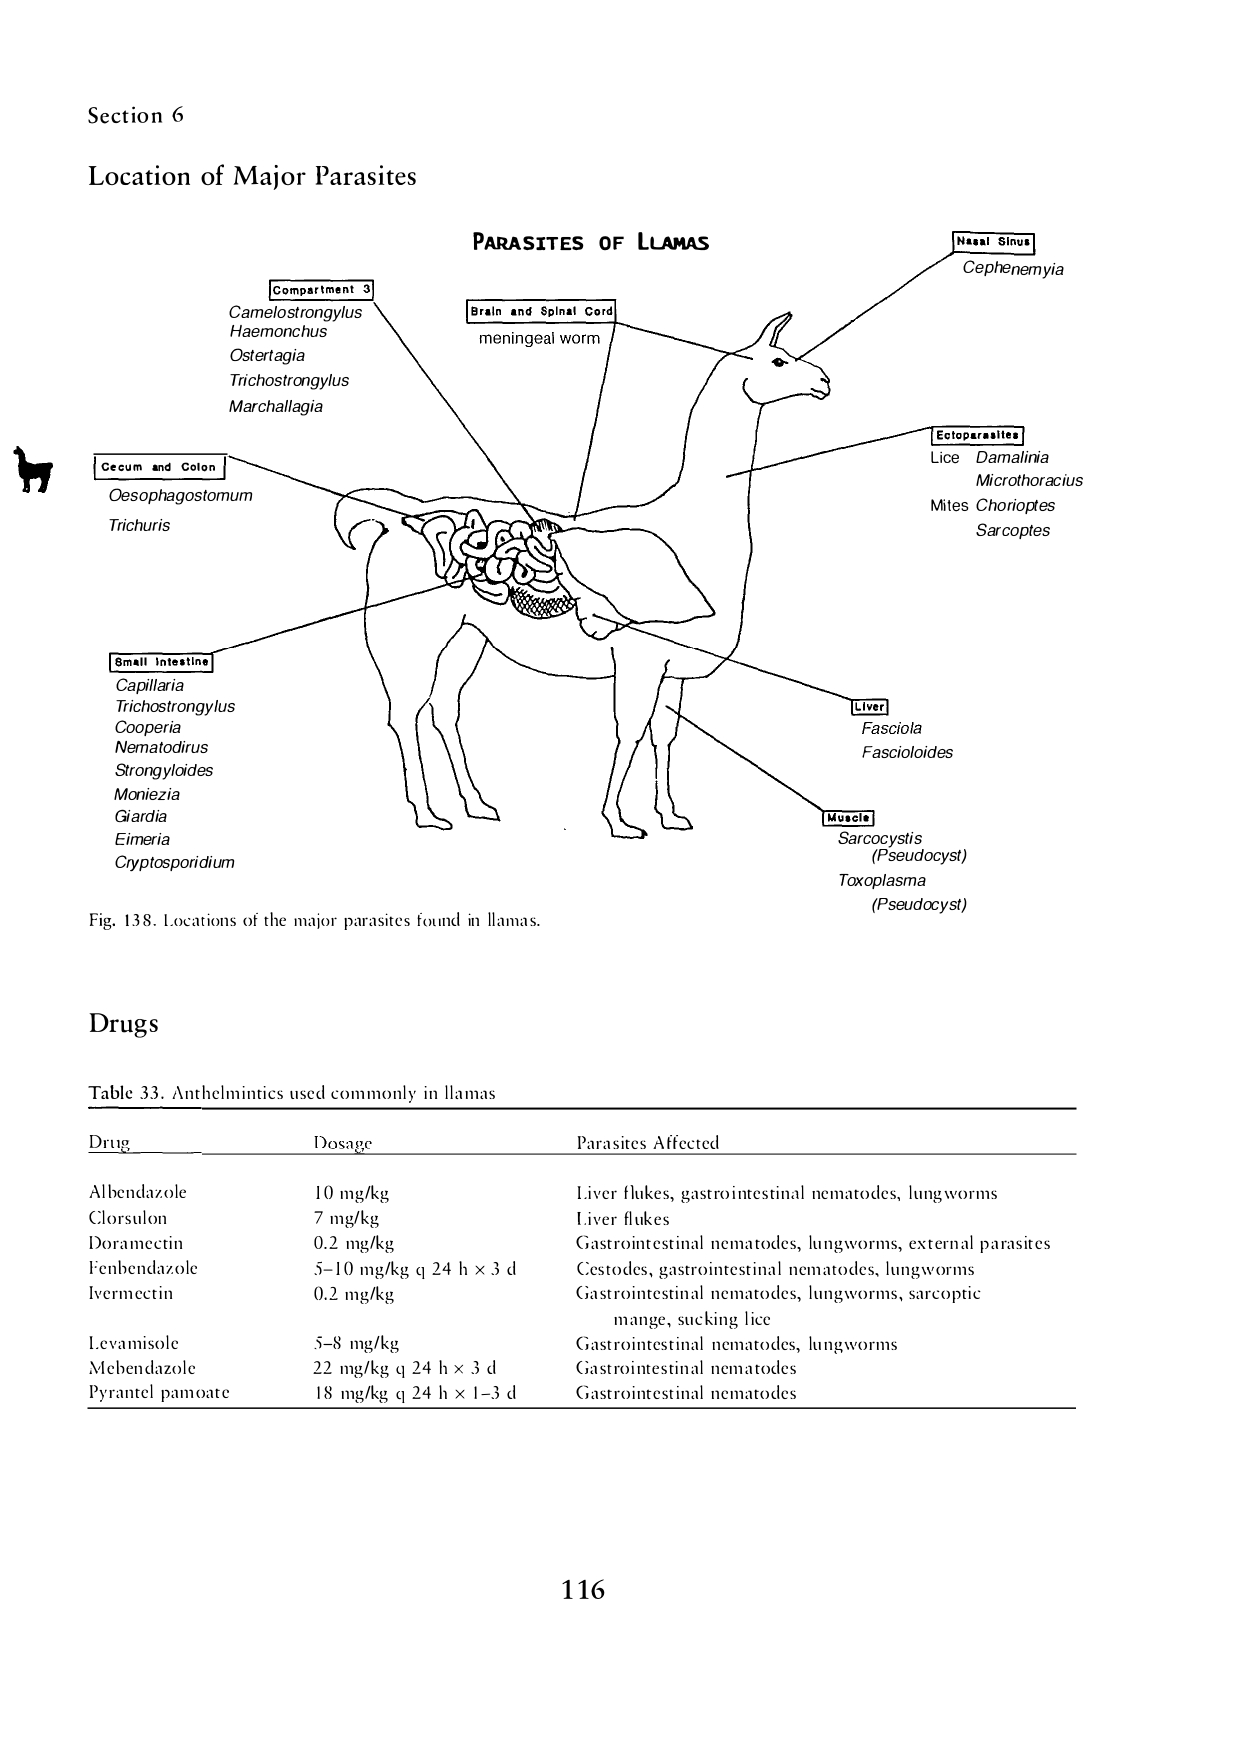 Section 6
Location of Major Parasites
PARASITES OF LLAMAS
Nasal Sinus
Cephenemyia
Compartment 3
Camelostrongylus
Haemonchus
Ostertagia
Trichostrongylus
Marchallagia
Brain and Spinal Cord
meningeal worm
Ectoparasites
Lice Damalinia
Microthoracius
Mites Chorioptes
Sarcoptes
Cecum and Colon
Oesophagostomum
Trichuris
Small Intestine
Capillaria
Trichostrongylus
Cooperia
Nematodirus
Strongyloides
Moniezia
Giardia
Eimeria
Cryptosporidium
Liver
Fasciola
Fascioloides
Muscle
Sarcocystis
(Pseudocyst)
Toxoplasma
(Pseudocyst)
Fig. 138. Locations of the major parasites found in llamas.
Drugs
Table 33. Anthelmintics used commonly in llamas
Drug Dosage Parasites Affected
Albendazole 10 mg/kg Liver flukes, gastrointestinal nematodes, lungworms
Clorsulon 7 mg/kg Liver flukes
Doramectin 0.2 mg/kg Gastrointestinal nematodes, lungworms, external parasites
Fenbendazole 5–10 mg/kg q 24 h × 3 d Cestodes, gastrointestinal nematodes, lungworms
Ivermectin 0.2 mg/kg Gastrointestinal nematodes, lungworms, sarcoptic
mange, sucking lice
Levamisole 5–8 mg/kg Gastrointestinal nematodes, lungworms
Mebendazole 22 mg/kg q 24 h × 3 d Gastrointestinal nematodes
Pyrantel pamoate 18 mg/kg q 24 h × 1–3 d Gastrointestinal nematodes
116